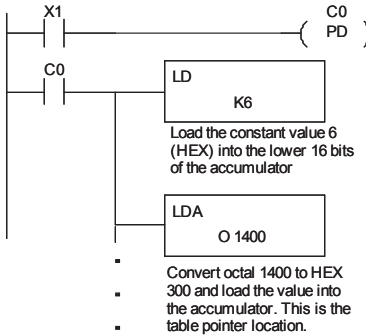 X1
C0
PD
C0
LD
K6
Load the constant value 6
(HEX) into the lower 16 bits
of the accumulator
LDA
O 1400
Convert octal 1400 to HEX
300 and load the value into
the accumulator. This is the
table pointer location.